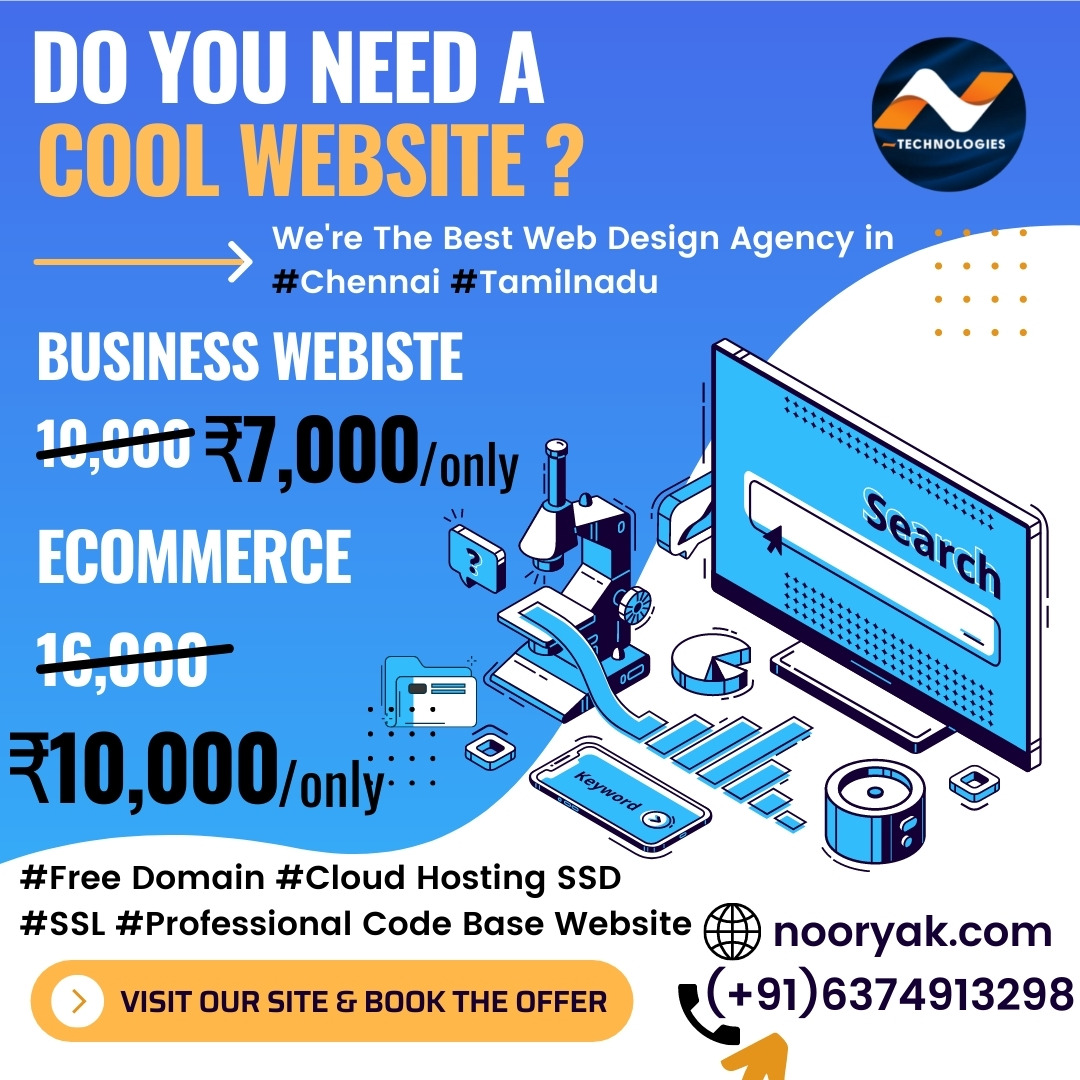 DO YOU NEED A
COOL WEBSITE ?
~TECHNOLOGIES
We're The Best Web Design Agency in
#Chennai #Tamilnadu
BUSINESS WEBISTE
10,000 ₹7,000/only
ECOMMERCE
16,000
₹10,000/only
?
Search
Keyword
#Free Domain #Cloud Hosting SSD
#SSL #Professional Code Base Website
nooryak.com
VISIT OUR SITE & BOOK THE OFFER
(+91)6374913298